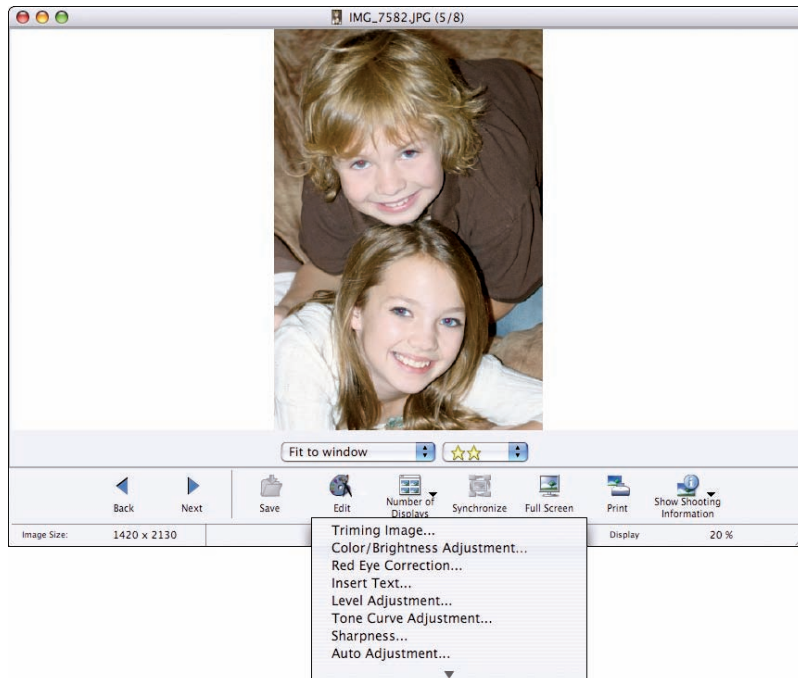 IMG_7582.JPG (5/8)
Fit to window
Back
Next
Save
Edit
Number of
Displays
Synchronize
Full Screen
Print
Show Shooting
Information
Image Size:
1420 x 2130
Display
20 %
Triming Image...
Color/Brightness Adjustment...
Red Eye Correction...
Insert Text...
Level Adjustment...
Tone Curve Adjustment...
Sharpness...
Auto Adjustment...